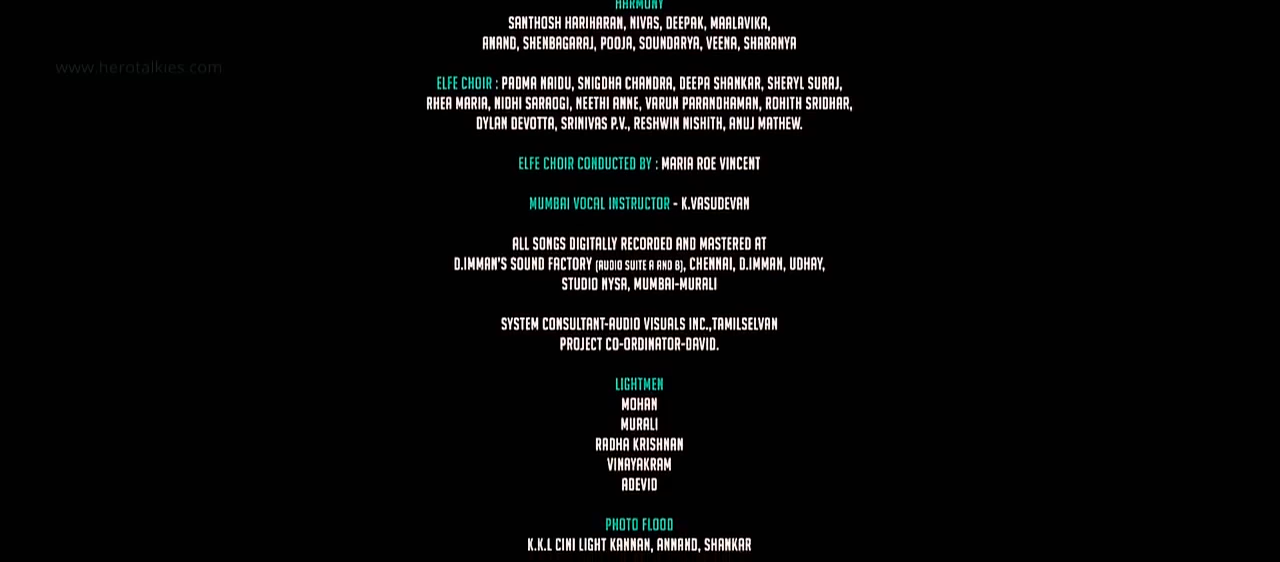 HARMONY
SANTHOSH HARIHARAN, NIVAS, DEEPAK, MAALAVIKA,
ANAND, SHENBAGARAJ, POOJA, SOUNDARYA, VEENA, SHARANYA
www.herotalkies.com
ELFE CHOIR : PADMA NAIDU, SNIGDHA CHANDRA, DEEPA SHANKAR, SHERYL SURAJ,
RHEA MARIA, NIDHI SARAOGI, NEETHI ANNE, VARUN PARANDHAMAN, ROHITH SRIDHAR,
DYLAN DEVOTTA, SRINIVAS P.V., RESHWIN NISHITH, ANUJ MATHEW.
ELFE CHOIR CONDUCTED BY : MARIA ROE VINCENT
MUMBAI VOCAL INSTRUCTOR - K.VASUDEVAN
ALL SONGS DIGITALLY RECORDED AND MASTERED AT
D.IMMAN'S SOUND FACTORY (AUDIO SUITE A AND B), CHENNAI, D.IMMAN, UDHAY,
STUDIO NYSA, MUMBAI-MURALI
SYSTEM CONSULTANT-AUDIO VISUALS INC.,TAMILSELVAN
PROJECT CO-ORDINATOR-DAVID.
LIGHTMEN
MOHAN
MURALI
RADHA KRISHNAN
VINAYAKRAM
ADEVID
PHOTO FLOOD
K.K.L CINI LIGHT KANNAN, ANNAND, SHANKAR